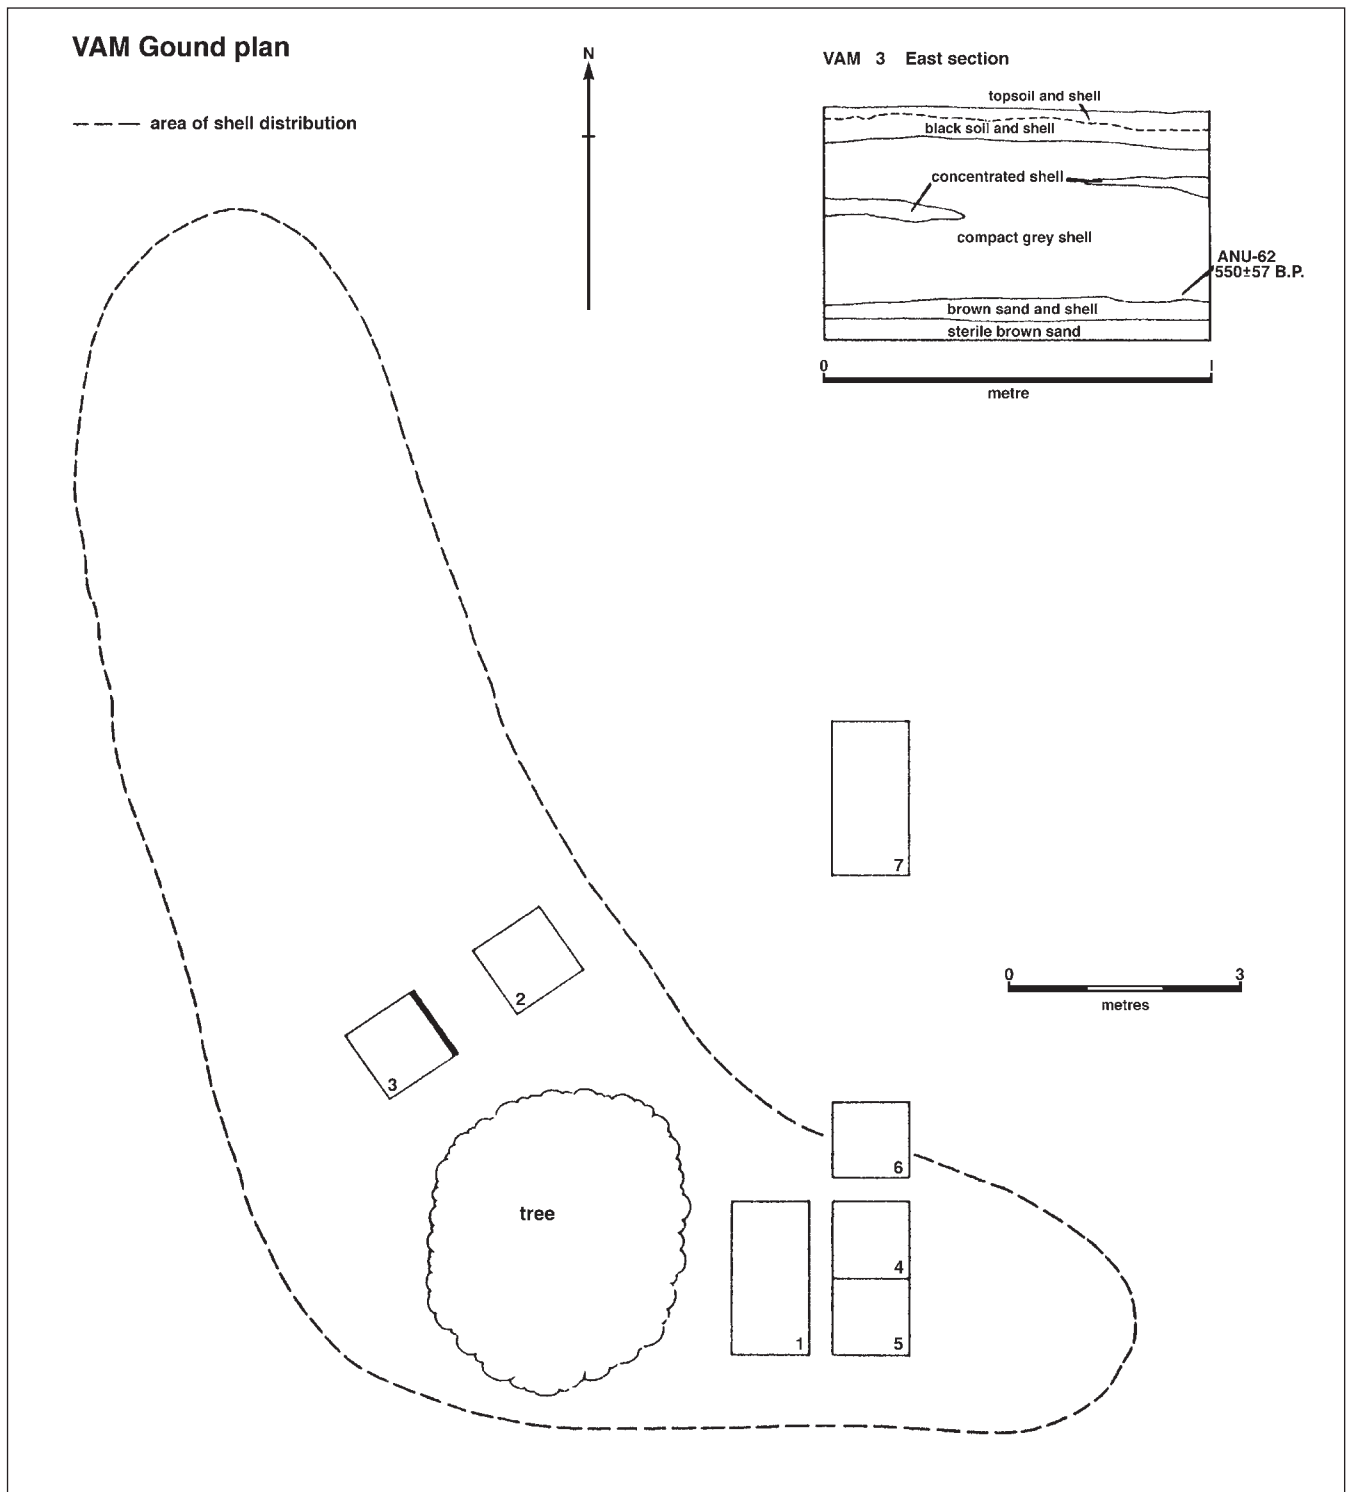 VAM Gound plan
area of shell distribution
N
VAM 3 East section
topsoil and shell
black soil and shell
concentrated shell
compact grey shell
ANU-62
550±57 B.P.
brown sand and shell
sterile brown sand
0 1
metre
7
2
0 3
metres
3
6
tree
4
1 5